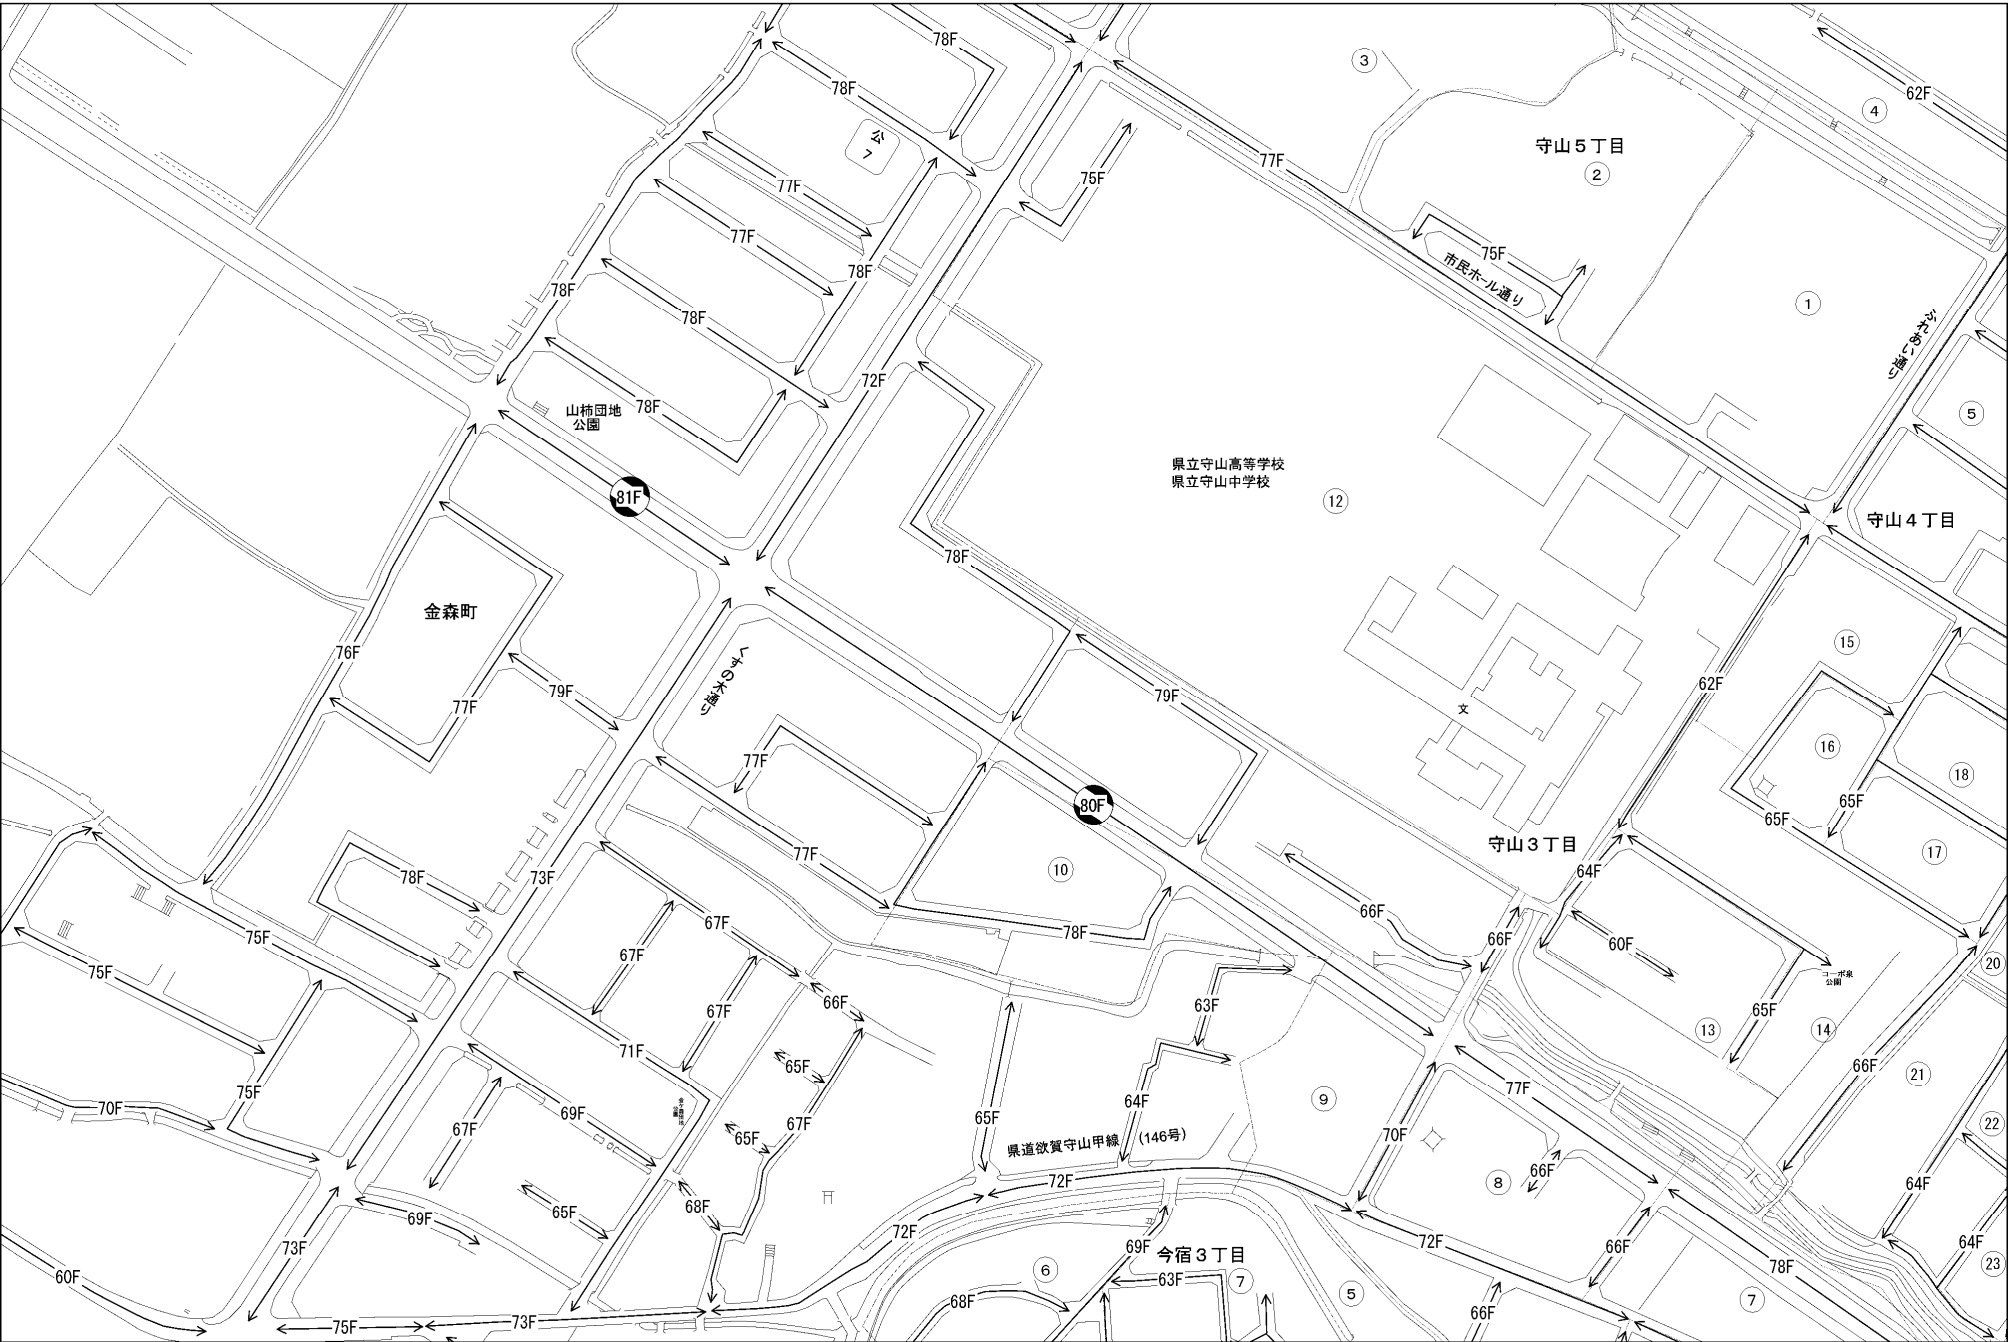 78F
78F
公
7
77F
77F
78F
78F
78F
78F
山柿団地
公園
72F
75F
77F
3
守山5丁目
2
4
62F
75F
市民ホール通り
1
ふれあい通り
5
81F
県立守山高等学校
県立守山中学校
12
守山4丁目
78F
金森町
76F
79F
77F
くすの木通り
79F
62F
15
文
16
18
77F
80F
65F
65F
17
守山3丁目
77F
73F
78F
10
64F
66F
66F
60F
67F
67F
78F
75F
75F
コーポ泉
公園
20
66F
67F
63F
65F
13
14
71F
65F
66F
21
77F
75F
70F
69F
67F
金ケ森団地
公園
65F
67F
65F
64F
9
70F
22
県道欲賀守山甲線 (146号)
66F
8
72F
64F
65F
68F
69F
73F
72F
69F
今宿3丁目
72F
66F
78F
64F
60F
6
63F
7
5
7
23
68F
75F
73F
66F